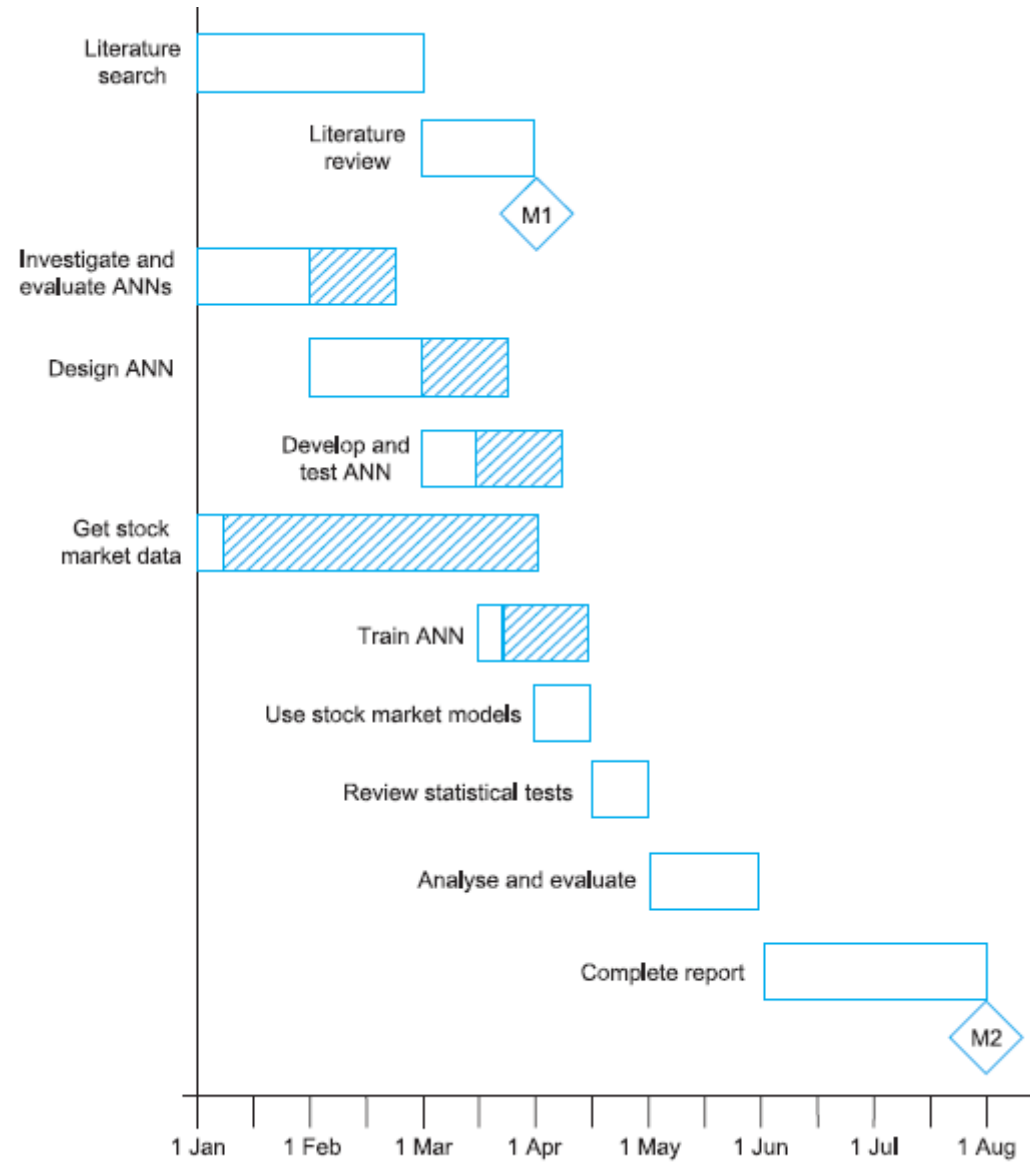 Literature
search
Literature
review
M1
Investigate and
evaluate ANNs
Design ANN
Develop and
test ANN
Get stock
market data
Train ANN
Use stock market models
Review statistical tests
Analyse and evaluate
Complete report
M2
1 Jan 1 Feb 1 Mar 1 Apr 1 May 1 Jun 1 Jul 1 Aug